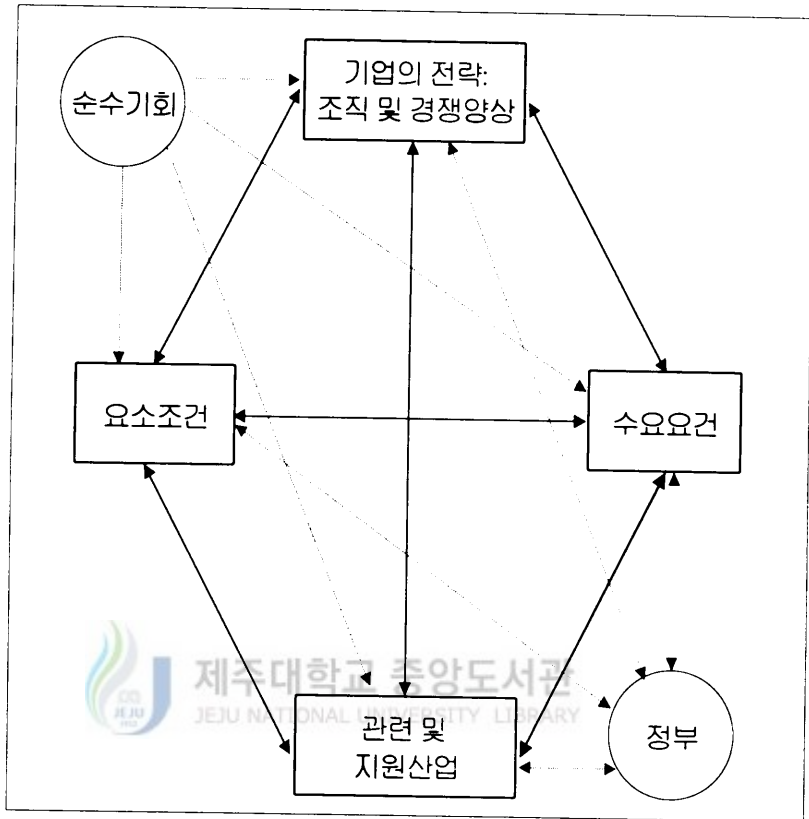 기업의 전략:
조직 및 경쟁양상
순수기회
요소조건
수요요건
제주대학교 중앙도서관
JEJU NATIONAL UNIVERSITY LIBRARY
관련 및
지원산업
정부
JEJU
1952